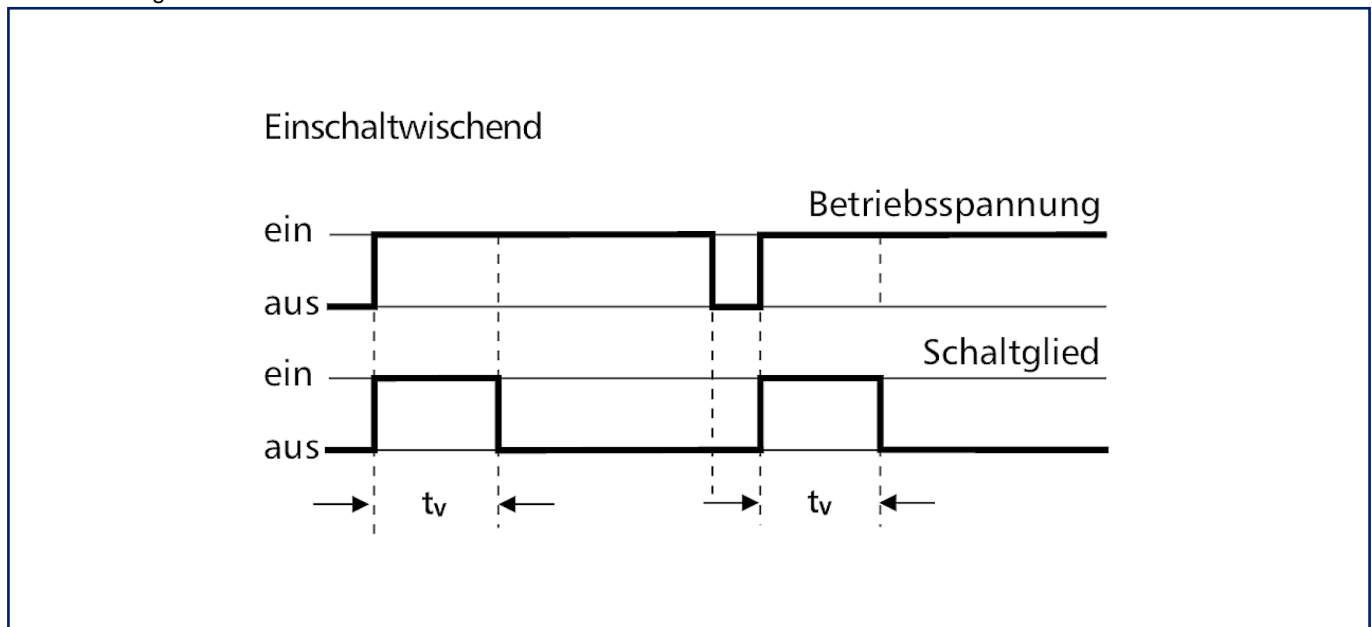 Einschaltwischend
Betriebsspannung
ein
aus
Schaltglied
ein
aus
tv
tv